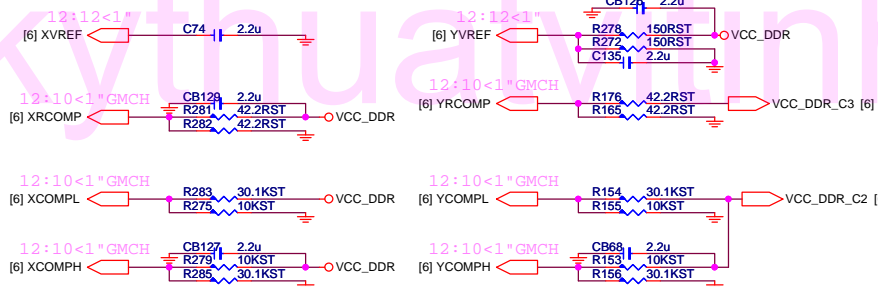 CB126 2.2u
12:12<1"
12:12<1"
[6] XVREF C74 2.2u
[6] YVREF R278 150RST VCC_DDR
R272 150RST
C135 2.2u
12:10<1"GMCH CB129 2.2u
[6] XRCOMP R281 42.2RST VCC_DDR
R282 42.2RST
12:10<1"GMCH
[6] YRCOMP R176 42.2RST VCC_DDR_C3 [6]
R165 42.2RST
12:10<1"GMCH
[6] XCOMPL R283 30.1KST VCC_DDR
R275 10KST
12:10<1"GMCH
[6] YCOMPL R154 30.1KST VCC_DDR_C2 [
R155 10KST
12:10<1"GMCH CB127 2.2u
[6] XCOMPH R279 10KST VCC_DDR
R285 30.1KST
12:10<1"GMCH CB68 2.2u
[6] YCOMPH R153 10KST
R156 30.1KST
kythuatvitinh